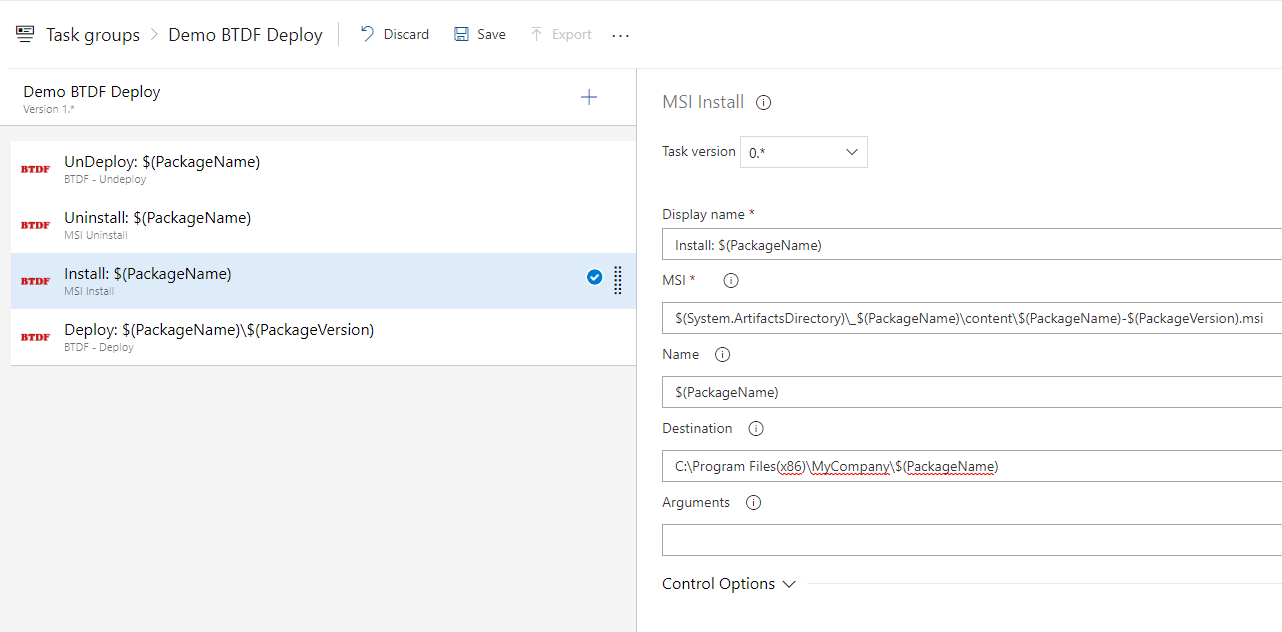 Task groups > Demo BTDF Deploy Discard Save Export ...
Demo BTDF Deploy
Version 1.*
BTDF UnDeploy: $(PackageName)
BTDF - Undeploy
BTDF Uninstall: $(PackageName)
MSI Uninstall
BTDF Install: $(PackageName)
MSI Install
BTDF Deploy: $(PackageName)\$(PackageVersion)
BTDF - Deploy
MSI Install
Task version 0.*
Display name *
Install: $(PackageName)
MSI *
$(System.ArtifactsDirectory)\_$(PackageName)\content\$(PackageName)-$(PackageVersion).msi
Name
$(PackageName)
Destination
C:\Program Files(x86)\MyCompany\$(PackageName)
Arguments
Control Options